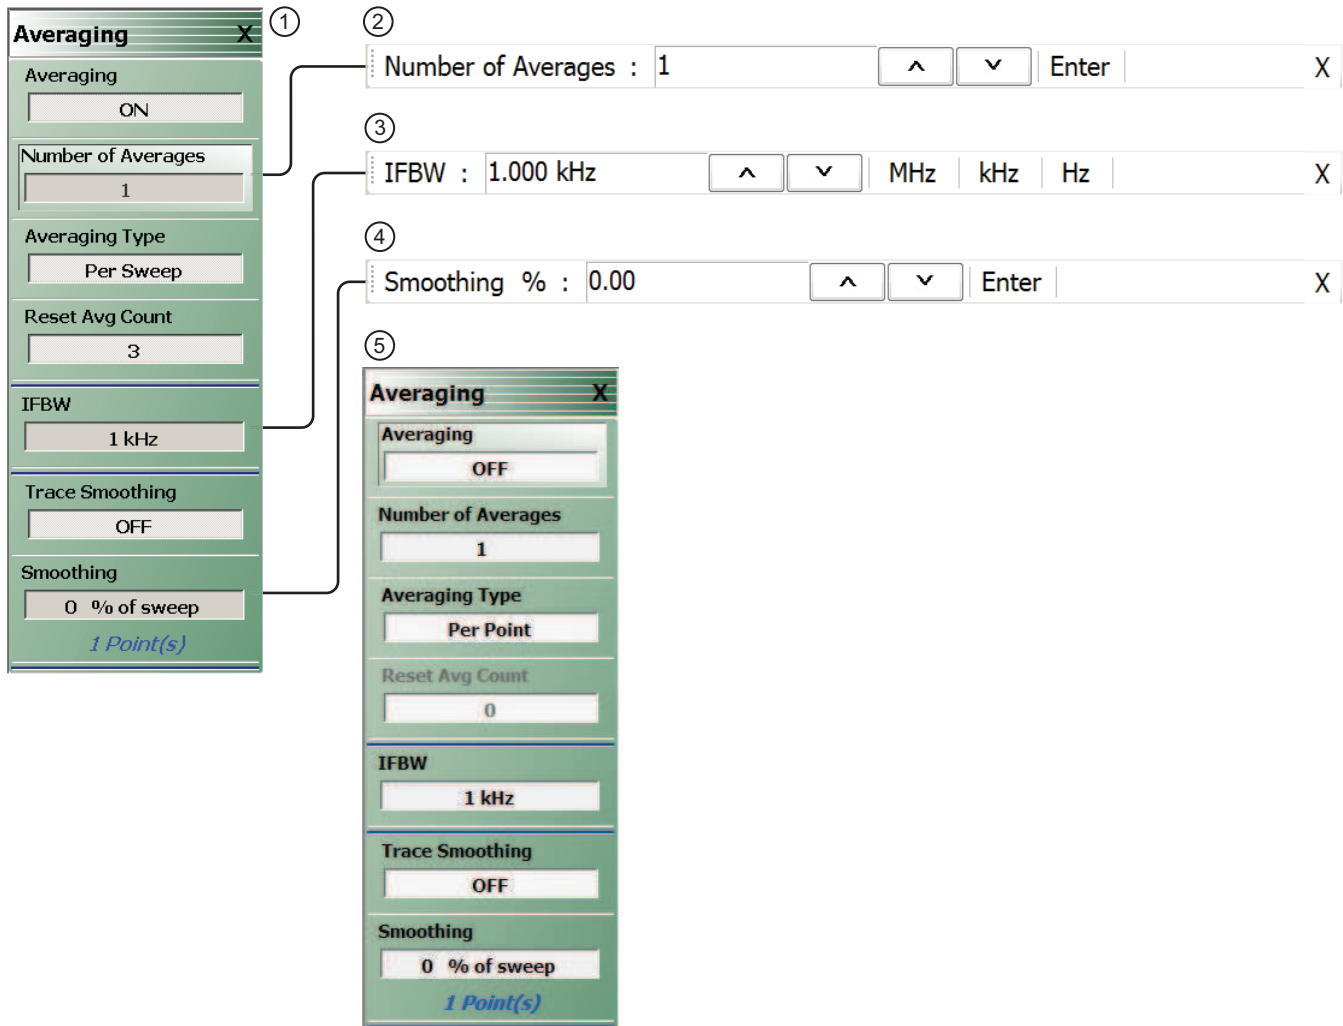 Averaging X
①
Averaging
ON
Number of Averages
1
Averaging Type
Per Sweep
Reset Avg Count
3
IFBW
1 kHz
Trace Smoothing
OFF
Smoothing
0 % of sweep
1 Point(s)
②
Number of Averages : 1 ^ v Enter X
③
IFBW : 1.000 kHz ^ v MHz kHz Hz X
④
Smoothing % : 0.00 ^ v Enter X
⑤
Averaging X
Averaging
OFF
Number of Averages
1
Averaging Type
Per Point
Reset Avg Count
0
IFBW
1 kHz
Trace Smoothing
OFF
Smoothing
0 % of sweep
1 Point(s)